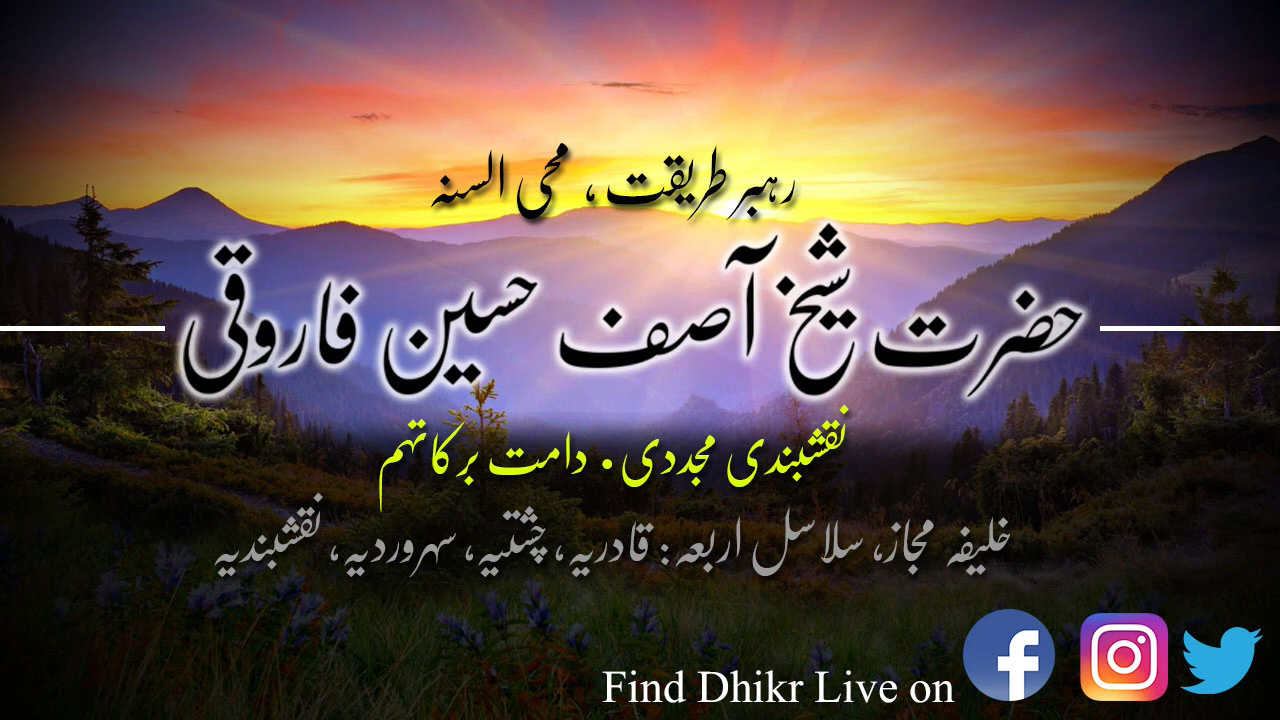 رہبر طریقت، محی السنہ
حضرت شیخ آصف حسین فاروقی
نقشبندی مجددی. دامت برکاتہم
خلیفہ مجاز، سلاسل اربعہ: قادریہ، چشتیہ، سہروردیہ، نقشبندیہ
Find Dhikr Live on